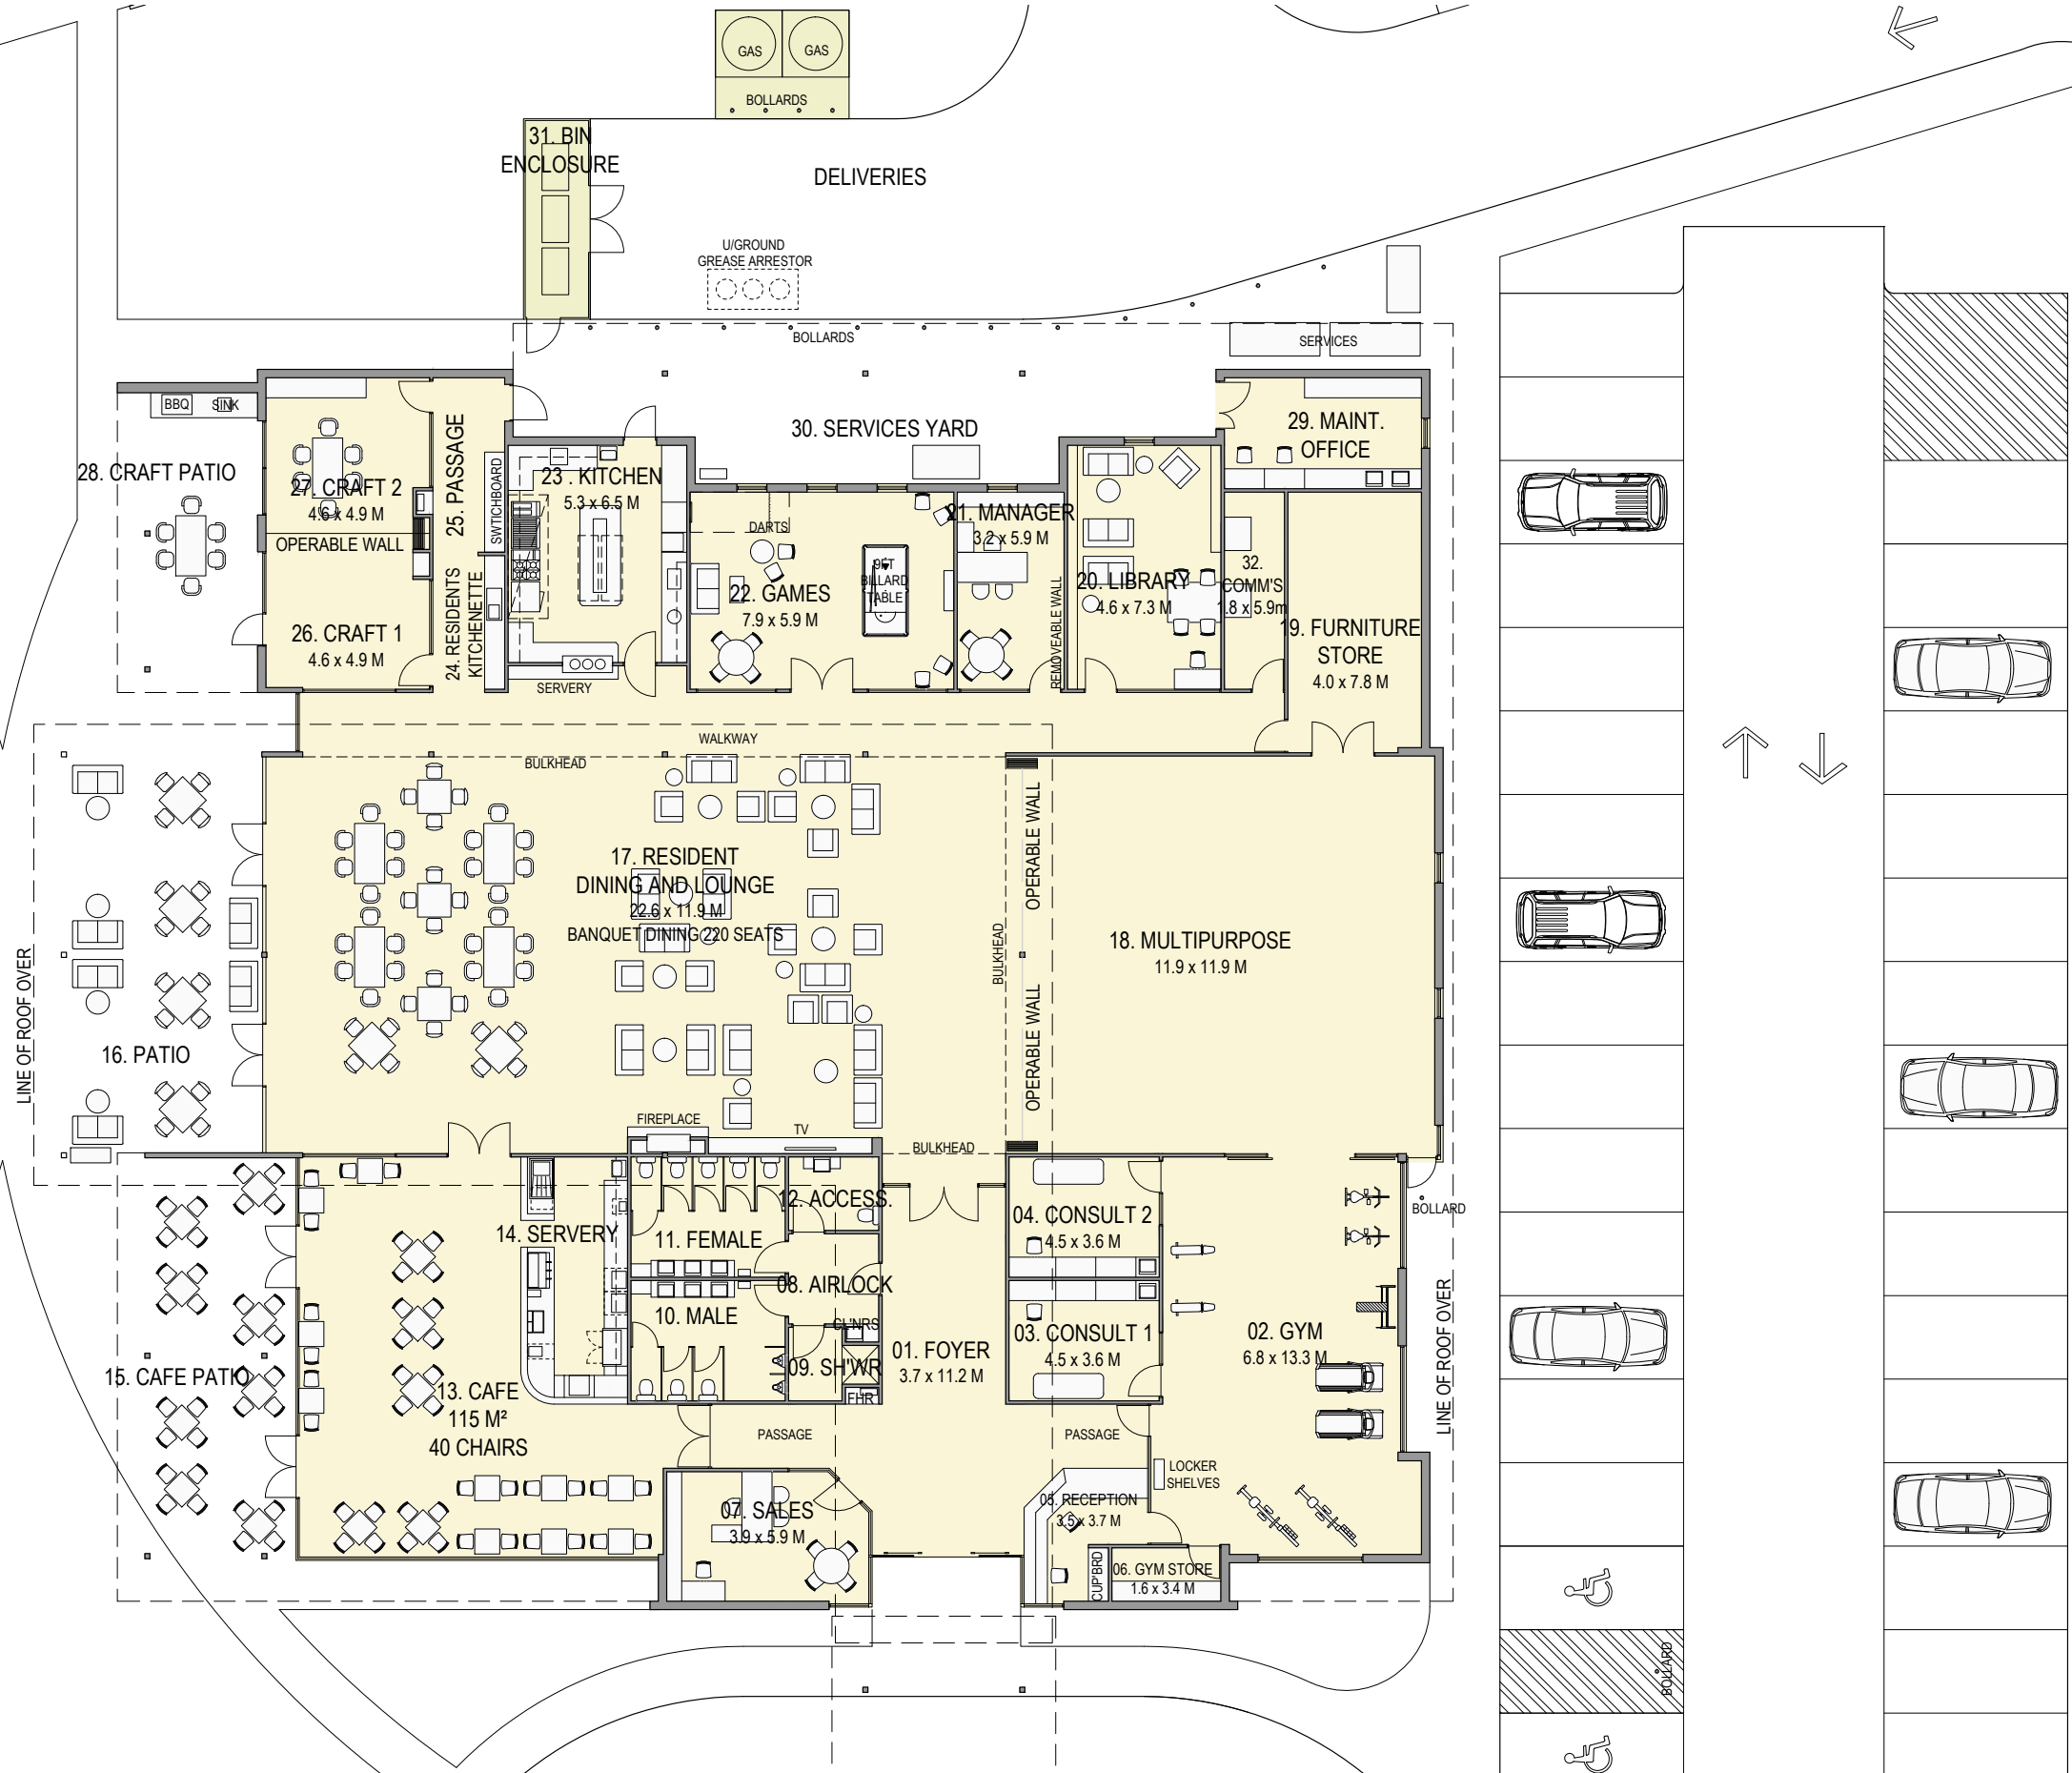 GAS
GAS
BOLLARDS
31. BIN
ENCLOSURE
DELIVERIES
U/GROUND
GREASE ARRESTOR
BOLLARDS
SERVICES
BBQ
SINK
28. CRAFT PATIO
27. CRAFT 2
4.6 x 4.9 M
OPERABLE WALL
26. CRAFT 1
4.6 x 4.9 M
25. PASSAGE
SWTICHBOARD
24. RESIDENTS
KITCHENETTE
23 . KITCHEN
5.3 x 6.5 M
SERVERY
30. SERVICES YARD
DARTS
22. GAMES
7.9 x 5.9 M
9FT
BILLARD
TABLE
21. MANAGER
3.2 x 5.9 M
REMOVEABLE WALL
20. LIBRARY
4.6 x 7.3 M
29. MAINT.
OFFICE
32.
COMM'S
1.8 x 5.9m
19. FURNITURE
STORE
4.0 x 7.8 M
WALKWAY
BULKHEAD
17. RESIDENT
DINING AND LOUNGE
22.6 x 11.9 M
BANQUET DINING 220 SEATS
BULKHEAD
OPERABLE WALL
OPERABLE WALL
18. MULTIPURPOSE
11.9 x 11.9 M
LINE OF ROOF OVER
16. PATIO
FIREPLACE
TV
BULKHEAD
12. ACCESS.
14. SERVERY
11. FEMALE
08. AIRLOCK
10. MALE
CL'NRS
09. SH'WR
FHR
01. FOYER
3.7 x 11.2 M
04. CONSULT 2
4.5 x 3.6 M
03. CONSULT 1
4.5 x 3.6 M
02. GYM
6.8 x 13.3 M
BOLLARD
LINE OF ROOF OVER
15. CAFE PATIO
13. CAFE
115 M²
40 CHAIRS
PASSAGE
PASSAGE
LOCKER
SHELVES
07. SALES
3.9 x 5.9 M
05. RECEPTION
3.5 x 3.7 M
CUP'BRD
06. GYM STORE
1.6 x 3.4 M
BOLLARD